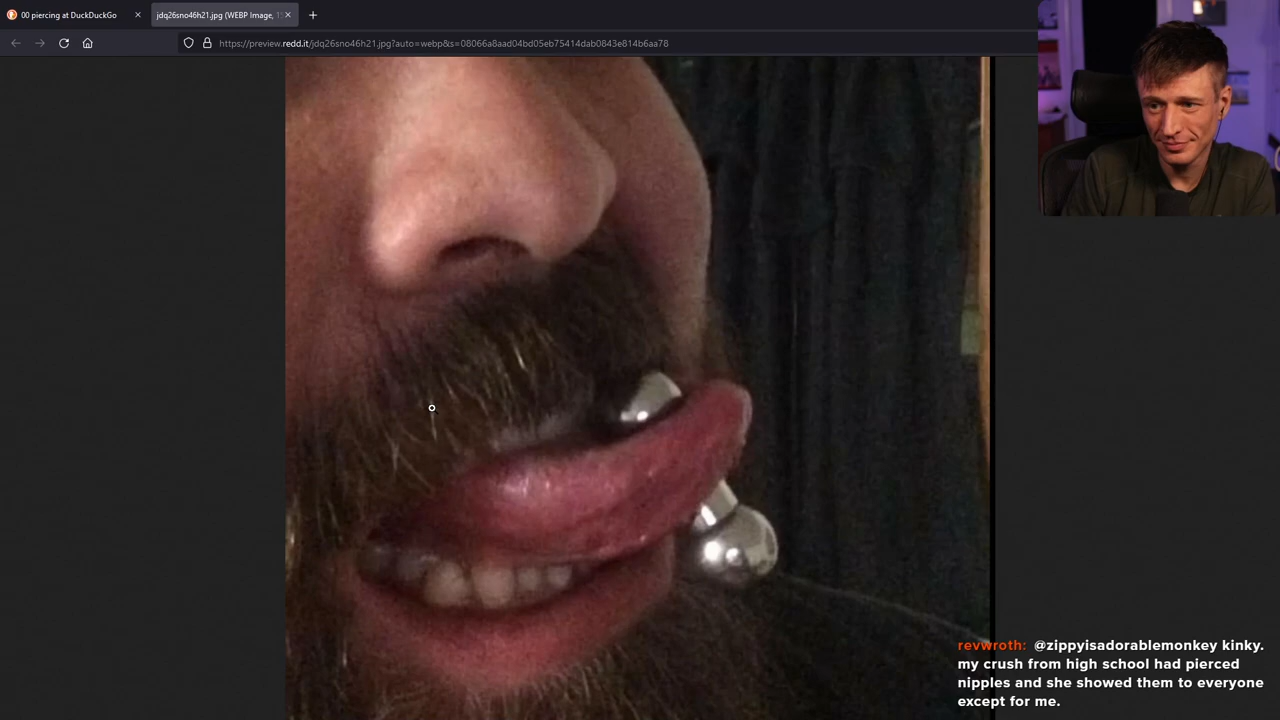 00 piercing at DuckDuckGo
jdq26sno46h21.jpg (WEBP Image, 1
https://preview.redd.it/jdq26sno46h21.jpg?auto=webp&s=08066a8aad04bd05eb75414dab0843e814b6aa78
revwroth: @zippyisadorablemonkey kinky.
my crush from high school had pierced
nipples and she showed them to everyone
except for me.